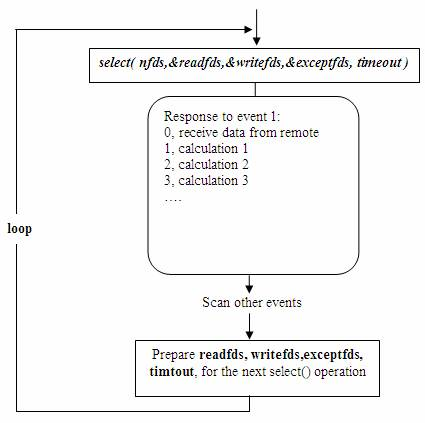 select( nfds,&readfds,&writefds,&exceptfds, timeout )
Response to event 1:
0, receive data from remote
1, calculation 1
2, calculation 2
3, calculation 3
….
loop
Scan other events
Prepare readfds, writefds,exceptfds,
timtout, for the next select() operation